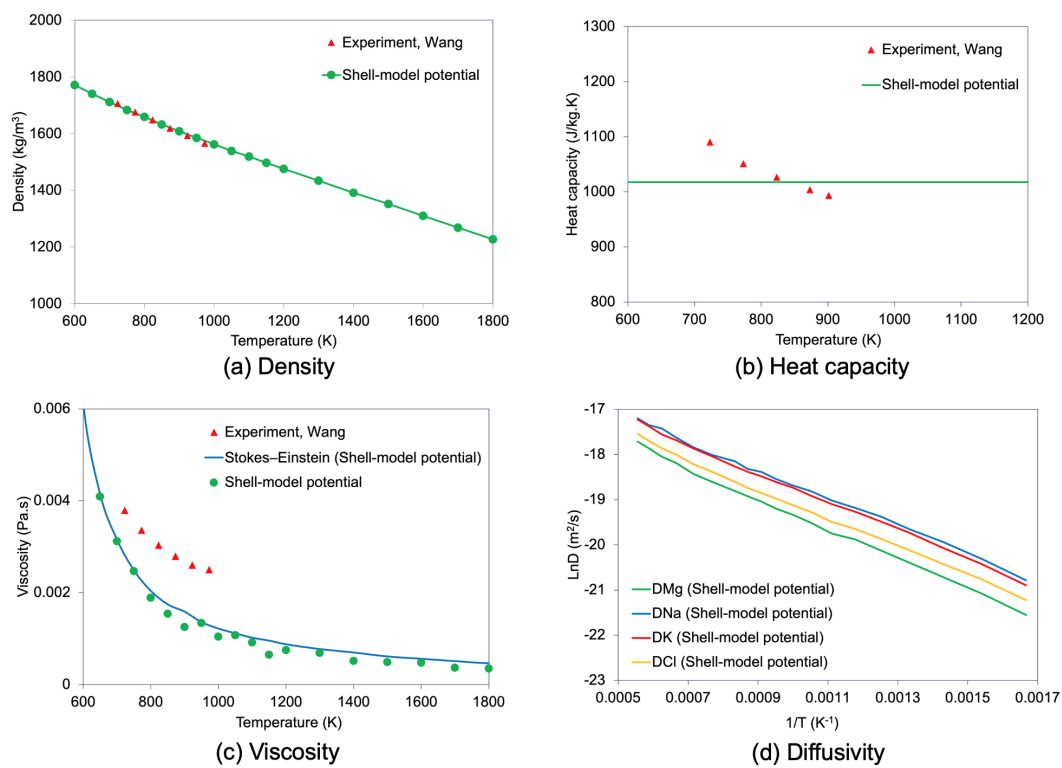 2000
1800
1600
1400
1200
1000
Density (kg/m3)
Experiment, Wang
Shell-model potential
600 800 1000 1200 1400 1600 1800
Temperature (K)
(a) Density
1300
1200
1100
1000
900
800
Heat capacity (J/kg.K)
Experiment, Wang
Shell-model potential
600 700 800 900 1000 1100 1200
Temperature (K)
(b) Heat capacity
0.006
0.004
0.002
0
Viscosity (Pa.s)
Experiment, Wang
Stokes–Einstein (Shell-model potential)
Shell-model potential
600 800 1000 1200 1400 1600 1800
Temperature (K)
(c) Viscosity
-17
-18
-19
-20
-21
-22
-23
LnD (m2/s)
DMg (Shell-model potential)
DNa (Shell-model potential)
DK (Shell-model potential)
DCl (Shell-model potential)
0.0005 0.0007 0.0009 0.0011 0.0013 0.0015 0.0017
1/T (K-1)
(d) Diffusivity